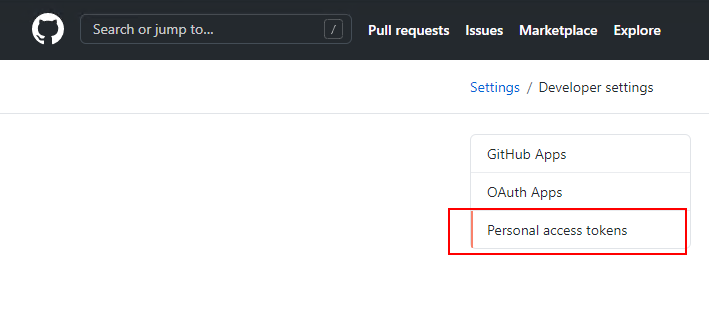 Search or jump to... / Pull requests Issues Marketplace Explore
Settings / Developer settings
GitHub Apps
OAuth Apps
Personal access tokens